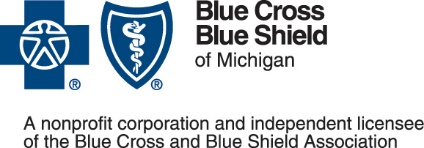 Blue Cross
Blue Shield
of Michigan
® ®
A nonprofit corporation and independent licensee
of the Blue Cross and Blue Shield Association